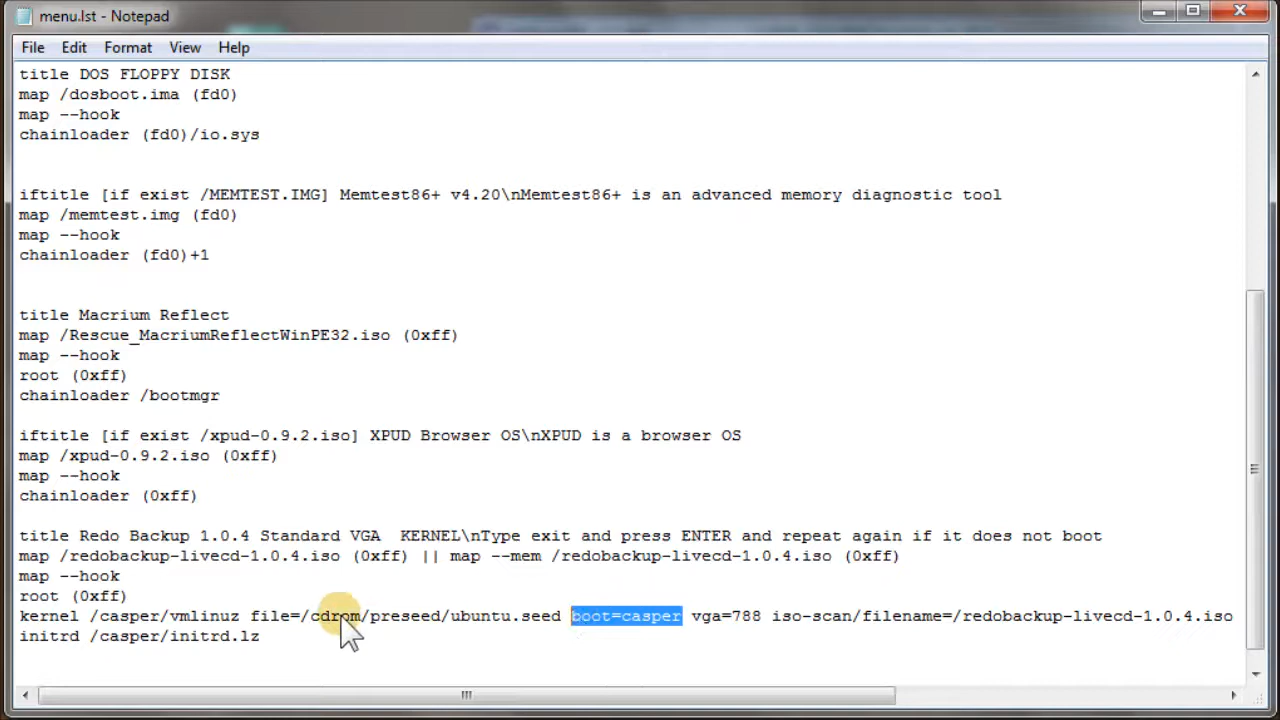 menu.lst - Notepad
File Edit Format View Help
title DOS FLOPPY DISK
map /dosboot.ima (fd0)
map --hook
chainloader (fd0)/io.sys
iftitle [if exist /MEMTEST.IMG] Memtest86+ v4.20\nMemtest86+ is an advanced memory diagnostic tool
map /memtest.img (fd0)
map --hook
chainloader (fd0)+1
title Macrium Reflect
map /Rescue_MacriumReflectWinPE32.iso (0xff)
map --hook
root (0xff)
chainloader /bootmgr
iftitle [if exist /xpud-0.9.2.iso] XPUD Browser OS\nXPUD is a browser OS
map /xpud-0.9.2.iso (0xff)
map --hook
chainloader (0xff)
title Redo Backup 1.0.4 Standard VGA  KERNEL\nType exit and press ENTER and repeat again if it does not boot
map /redobackup-livecd-1.0.4.iso (0xff) || map --mem /redobackup-livecd-1.0.4.iso (0xff)
map --hook
root (0xff)
kernel /casper/vmlinuz file=/cdrom/preseed/ubuntu.seed boot=casper vga=788 iso-scan/filename=/redobackup-livecd-1.0.4.iso
initrd /casper/initrd.lz